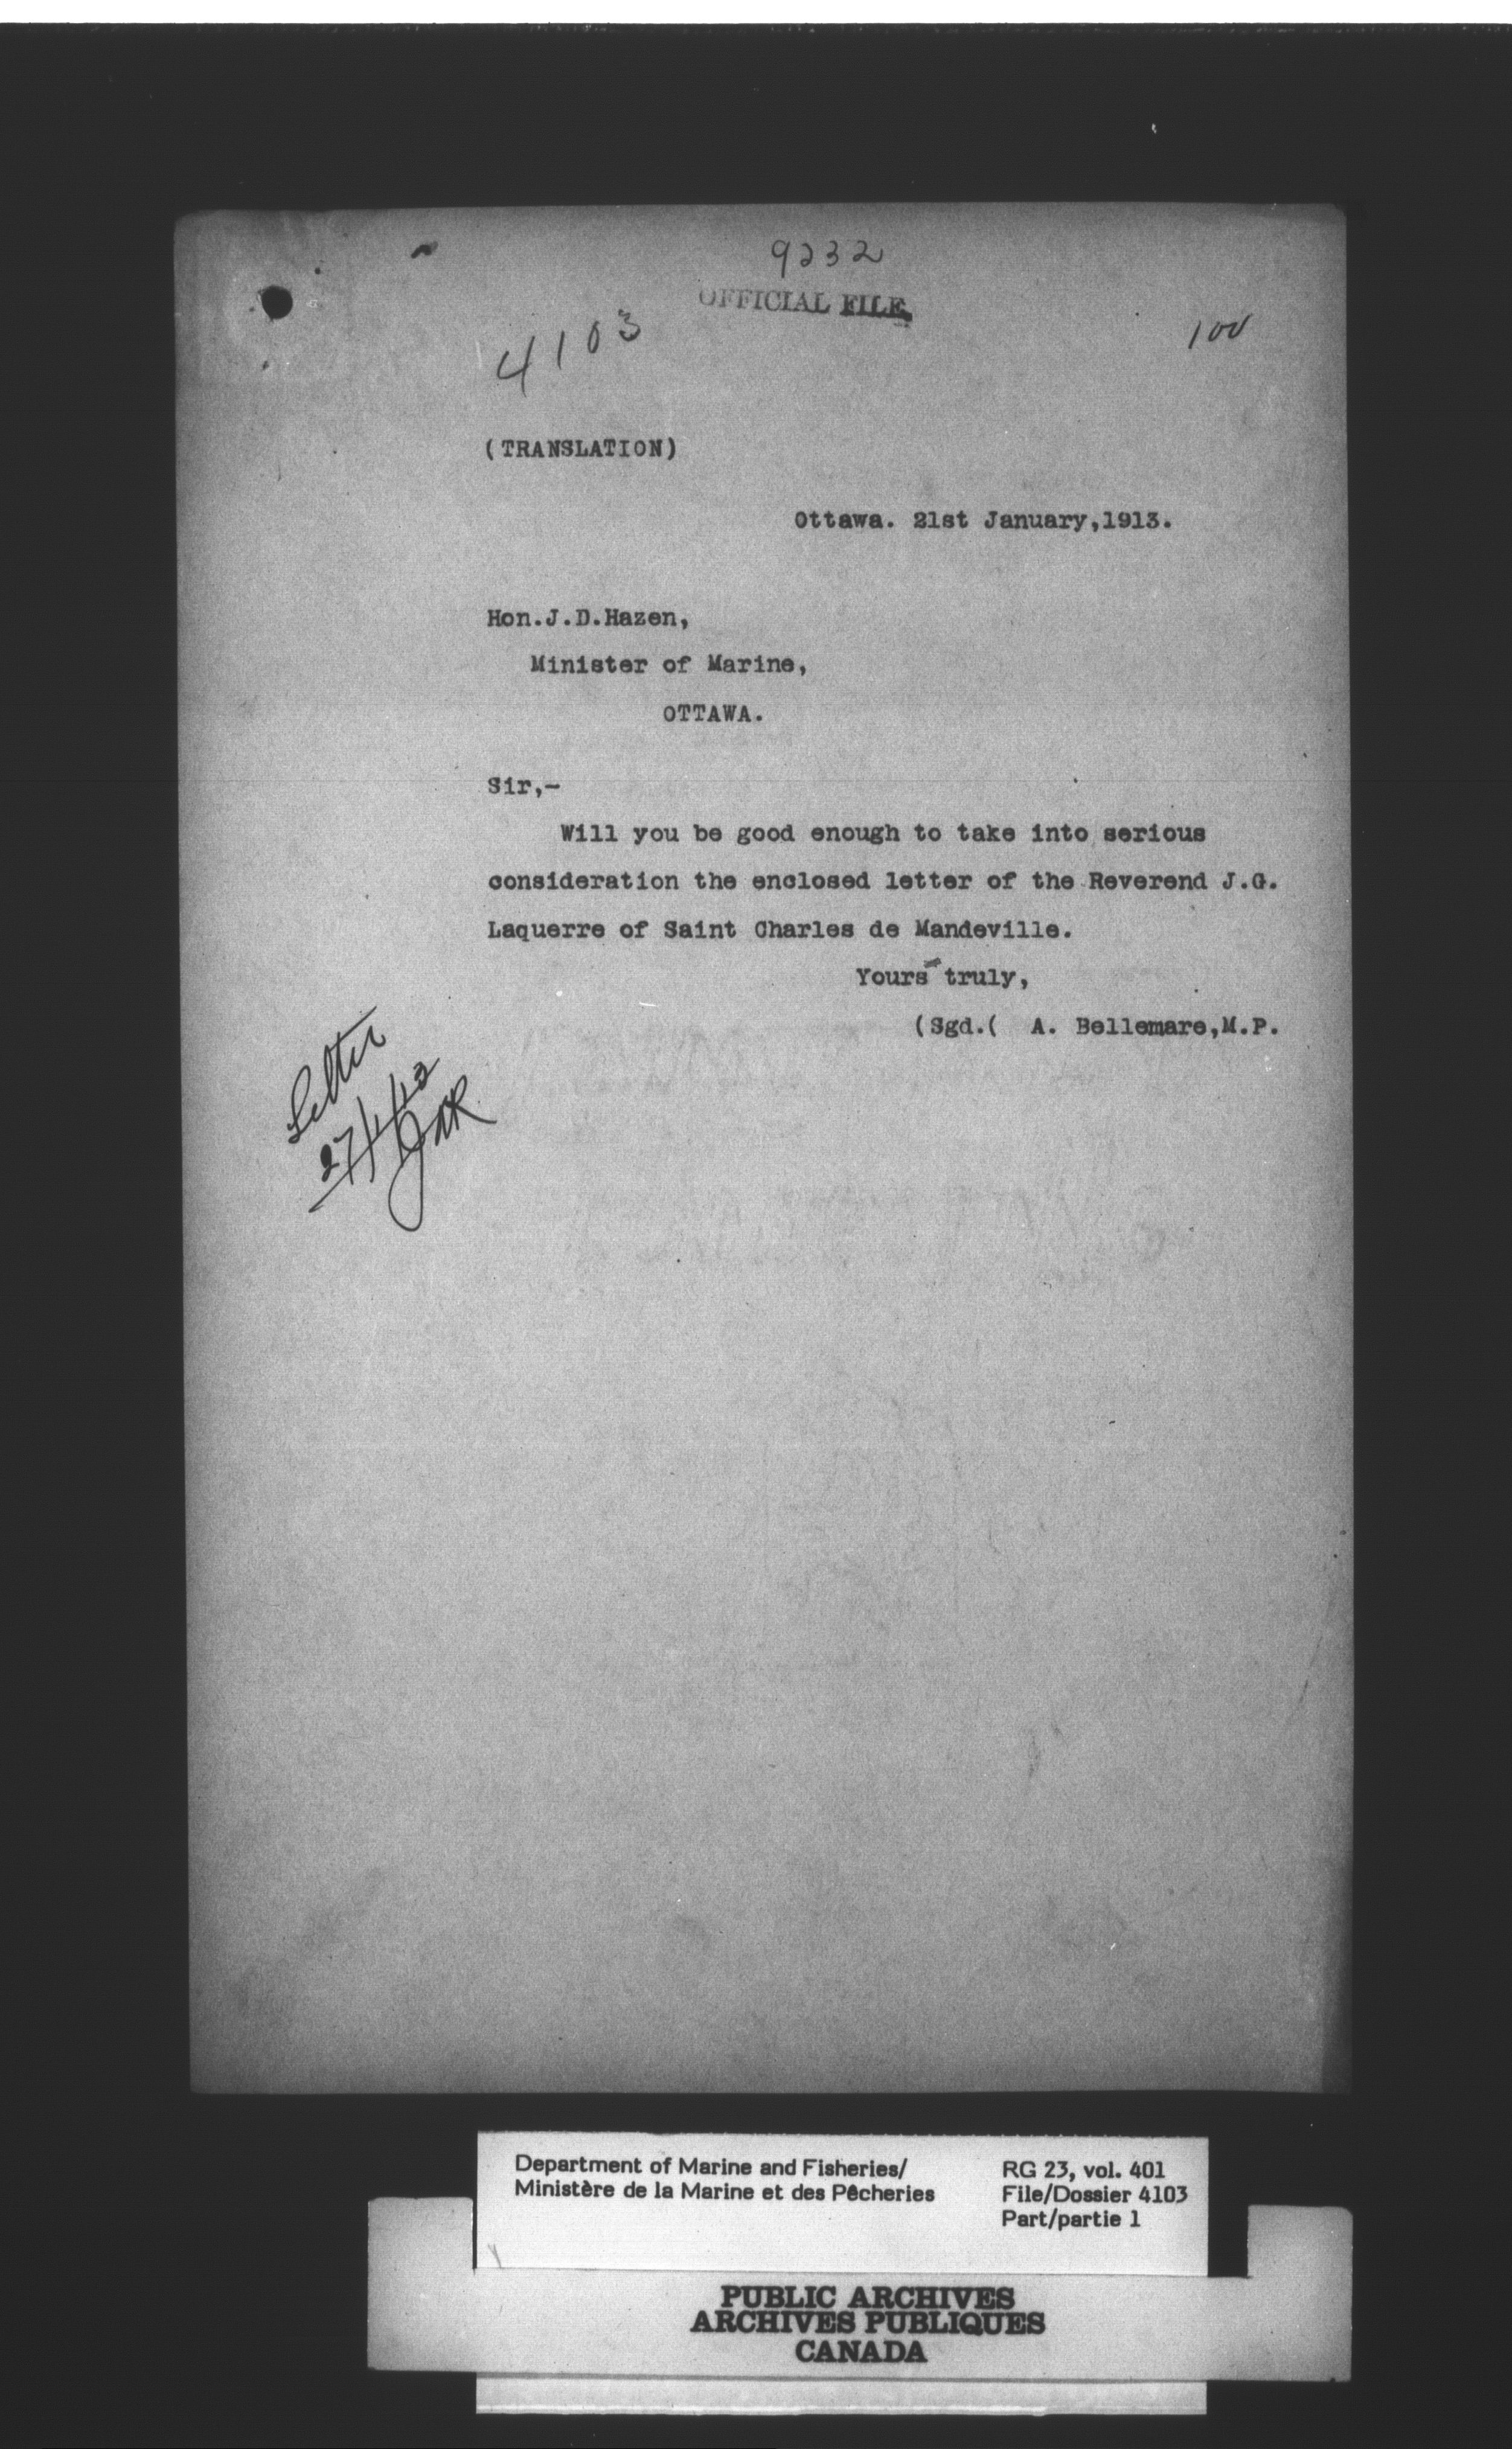 9232
OFFICIAL FILE.
4103
100
(TRANSLATION)
Ottawa. 21st January,1913.
Hon.J.D.Hazen,
Minister of Marine,
OTTAWA.
Sir,-
Will you be good enough to take into serious
consideration the enclosed letter of the Reverend J.G.
Laquerre of Saint Charles de Mandeville.
Yours truly,
(Sgd.( A. Bellemare,M.P.
Letter
27/1/13
Department of Marine and Fisheries/
Ministère de la Marine et des Pêcheries
RG 23, vol. 401
File/Dossier 4103
Part/partie 1
PUBLIC ARCHIVES
ARCHIVES PUBLIQUES
CANADA